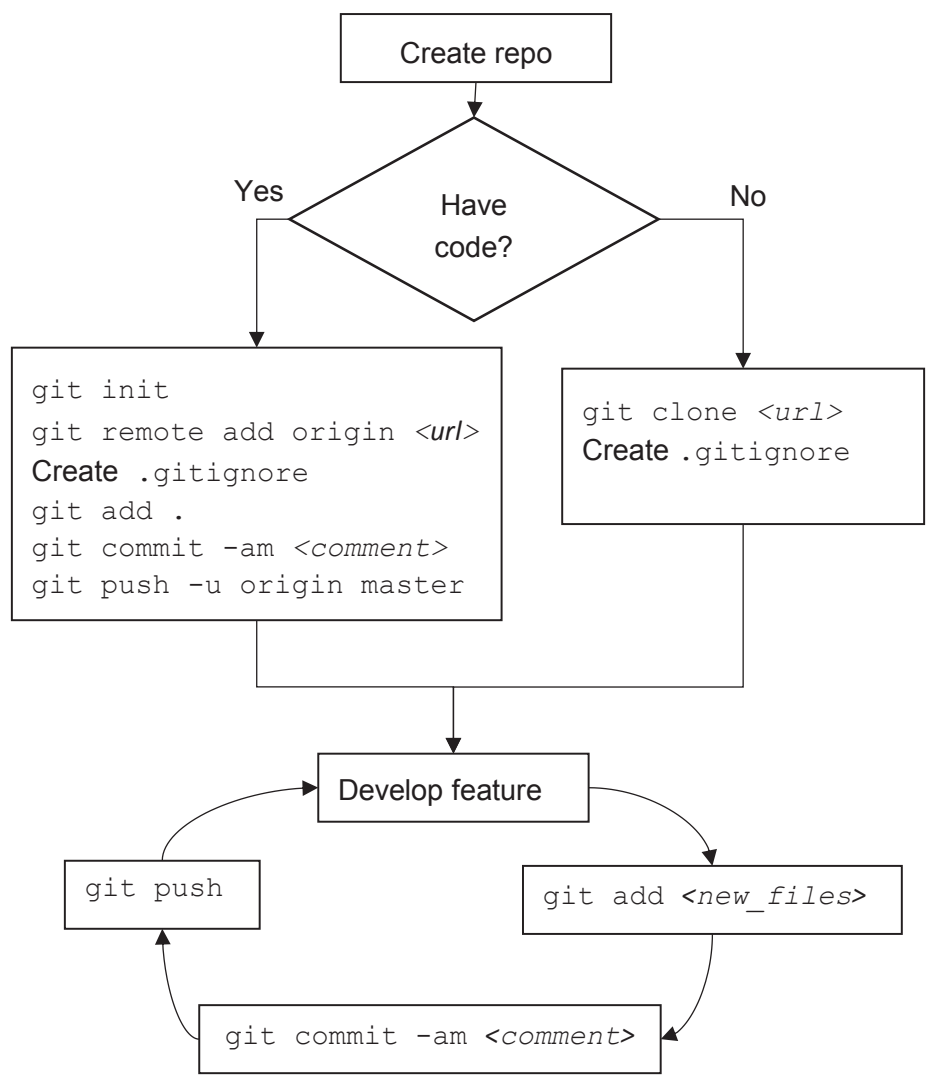 Create repo
Have
code?
Yes
No
git init
git remote add origin <url>
Create .gitignore
git add .
git commit -am <comment>
git push -u origin master
git clone <url>
Create .gitignore
Develop feature
git add <new_files>
git commit -am <comment>
git push